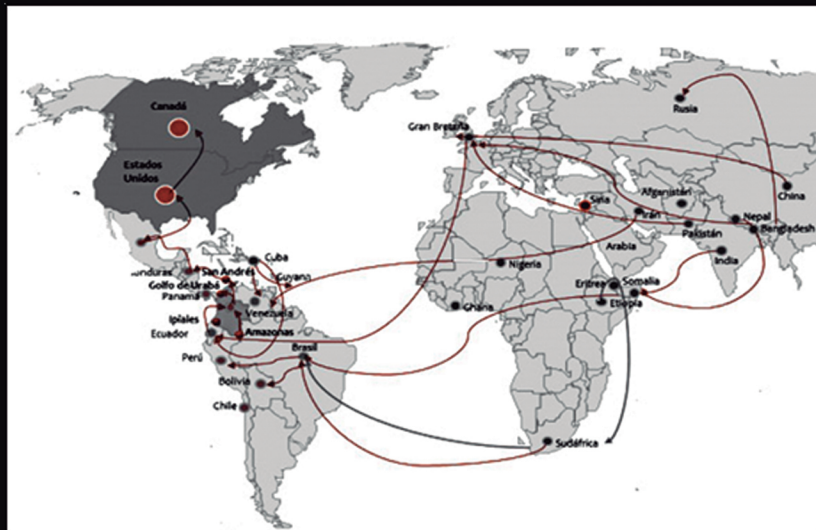 Canadá
Rusia
Gran Bretaña
Estados
Unidos
Afganistán
China
Siria
Irán
Nepal
Pakistán
Bangladesh
Arabia
India
Cuba
Nigeria
San Andrés
Guyana
Golfo de Urabá
Eritrea
Somalia
Panamá
Venezuela
Ghana
Etiopía
Ipiales
Ecuador
Amazonas
Brasil
Perú
Bolivia
Chile
Sudáfrica